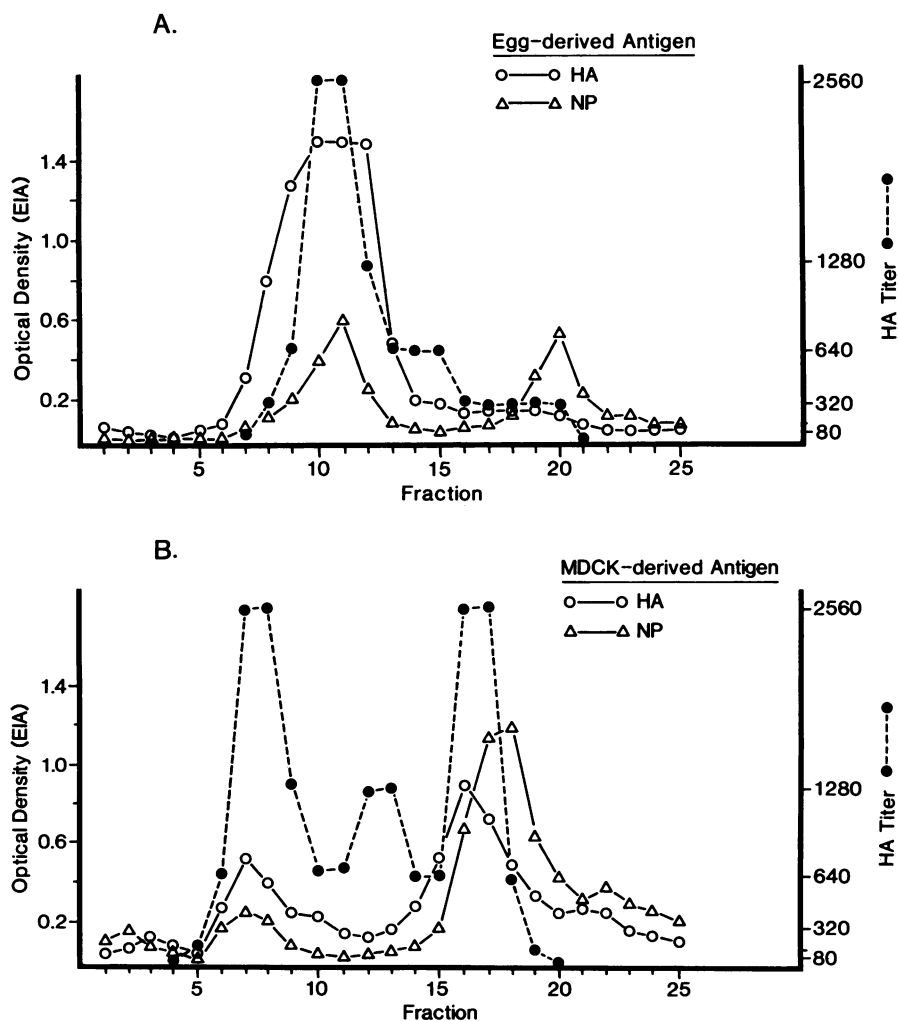 A.
Egg-derived Antigen
HA
NP
Optical Density (EIA)
1.4
1.0
0.6
0.2
2560
1280
640
320
80
HA Titer
5 10 15 20 25
Fraction
B.
MDCK-derived Antigen
HA
NP
Optical Density (EIA)
1.4
1.0
0.6
0.2
2560
1280
640
320
80
HA Titer
5 10 15 20 25
Fraction